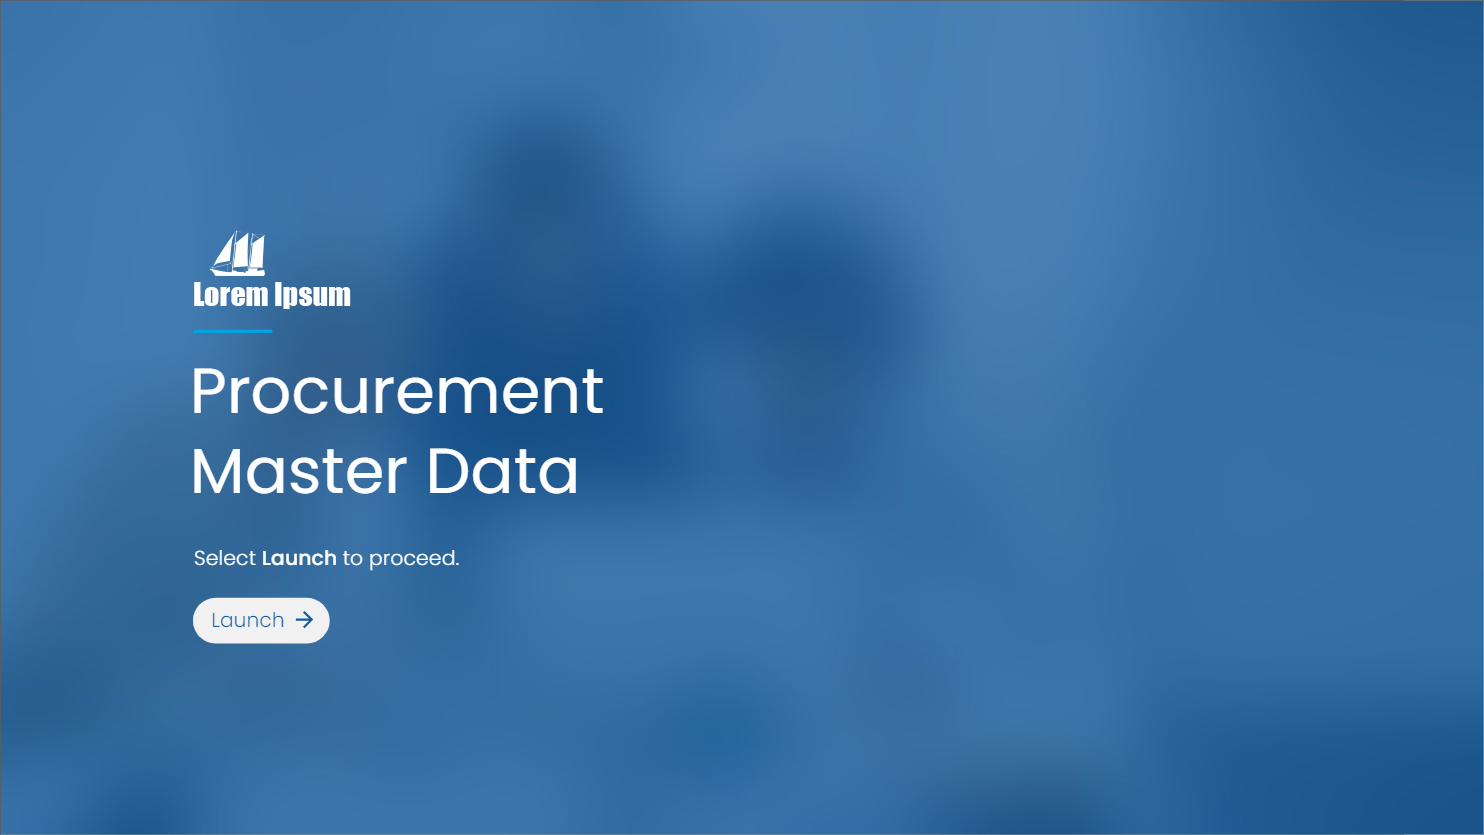 Lorem Ipsum
Procurement
Master Data
Select Launch to proceed.
Launch